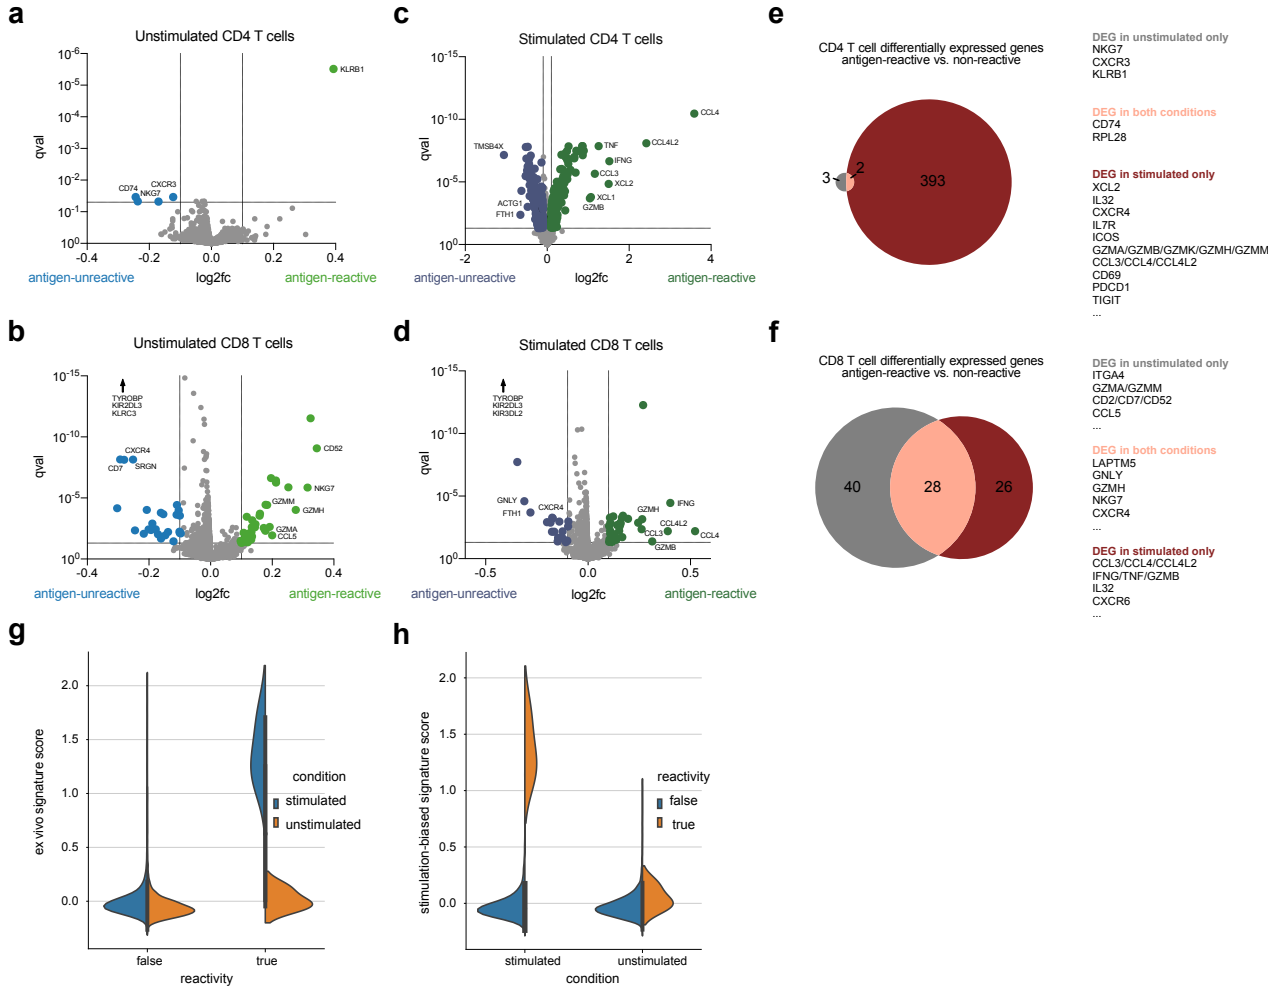 a
Unstimulated CD4 T cells
10-6
10-5
10-4
10-3
10-2
10-1
100
qval
KLRB1
CD74
CXCR3
NKG7
-0.4
-0.2
0.0
0.2
0.4
antigen-unreactive
log2fc
antigen-reactive
c
Stimulated CD4 T cells
10-15
10-10
10-5
100
qval
TMSB4X
ACTG1
FTH1
CCL4
TNF
CCL4L2
IFNG
CCL3
XCL2
XCL1
GZMB
-2
0
2
4
antigen-unreactive
log2fc
antigen-reactive
e
CD4 T cell differentially expressed genes
antigen-reactive vs. non-reactive
3
2
393
DEG in unstimulated only
NKG7
CXCR3
KLRB1
DEG in both conditions
CD74
RPL28
DEG in stimulated only
XCL2
IL32
CXCR4
IL7R
ICOS
GZMA/GZMB/GZMK/GZMH/GZMM
CCL3/CCL4/CCL4L2
CD69
PDCD1
TIGIT
...
b
Unstimulated CD8 T cells
10-15
10-10
10-5
100
qval
TYROBP
KIR2DL3
KLRC3
CXCR4
CD7
SRGN
CD52
NKG7
GZMM
GZMH
GZMA
CCL5
-0.4
-0.2
0.0
0.2
0.4
antigen-unreactive
log2fc
antigen-reactive
d
Stimulated CD8 T cells
10-15
10-10
10-5
100
qval
TYROBP
KIR2DL3
KIR3DL2
GNLY
FTH1
CXCR4
IFNG
GZMH
CCL4L2
CCL3
CCL4
GZMB
-0.5
0.0
0.5
antigen-unreactive
log2fc
antigen-reactive
f
CD8 T cell differentially expressed genes
antigen-reactive vs. non-reactive
40
28
26
DEG in unstimulated only
ITGA4
GZMA/GZMM
CD2/CD7/CD52
CCL5
...
DEG in both conditions
LAPTM5
GNLY
GZMH
NKG7
CXCR4
...
DEG in stimulated only
CCL3/CCL4/CCL4L2
IFNG/TNF/GZMB
IL32
CXCR6
...
g
2.0
1.5
1.0
0.5
0.0
ex vivo signature score
condition
stimulated
unstimulated
false
true
reactivity
h
2.0
1.5
1.0
0.5
0.0
stimulation-biased signature score
reactivity
false
true
stimulated
unstimulated
condition